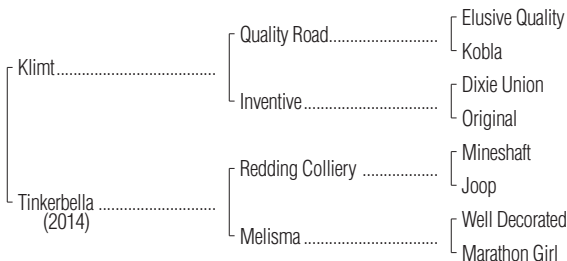 Klimt
Quality Road
Elusive Quality
Kobla
Inventive
Dixie Union
Original
Tinkerbella
(2014)
Redding Colliery
Mineshaft
Joop
Melisma
Well Decorated
Marathon Girl